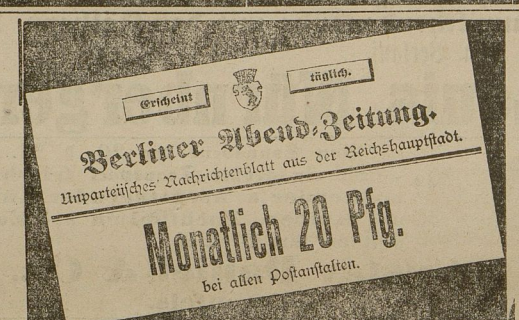 Erscheint täglich.
Berliner Abend-Zeitung.
Unparteiisches Nachrichtenblatt aus der Reichshauptstadt.
Monatlich 20 Pfg.
bei allen Postanstalten.